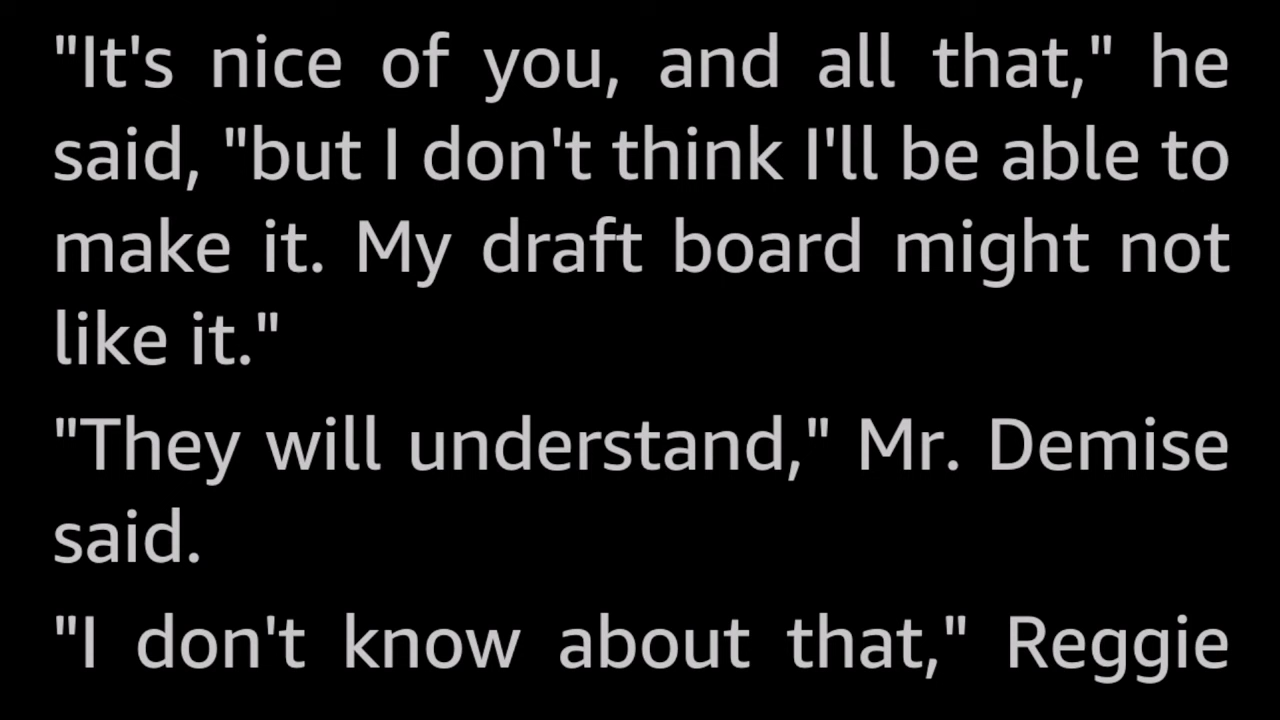 "It's nice of you, and all that," he
said, "but I don't think I'll be able to
make it. My draft board might not
like it."
"They will understand," Mr. Demise
said.
"I don't know about that," Reggie